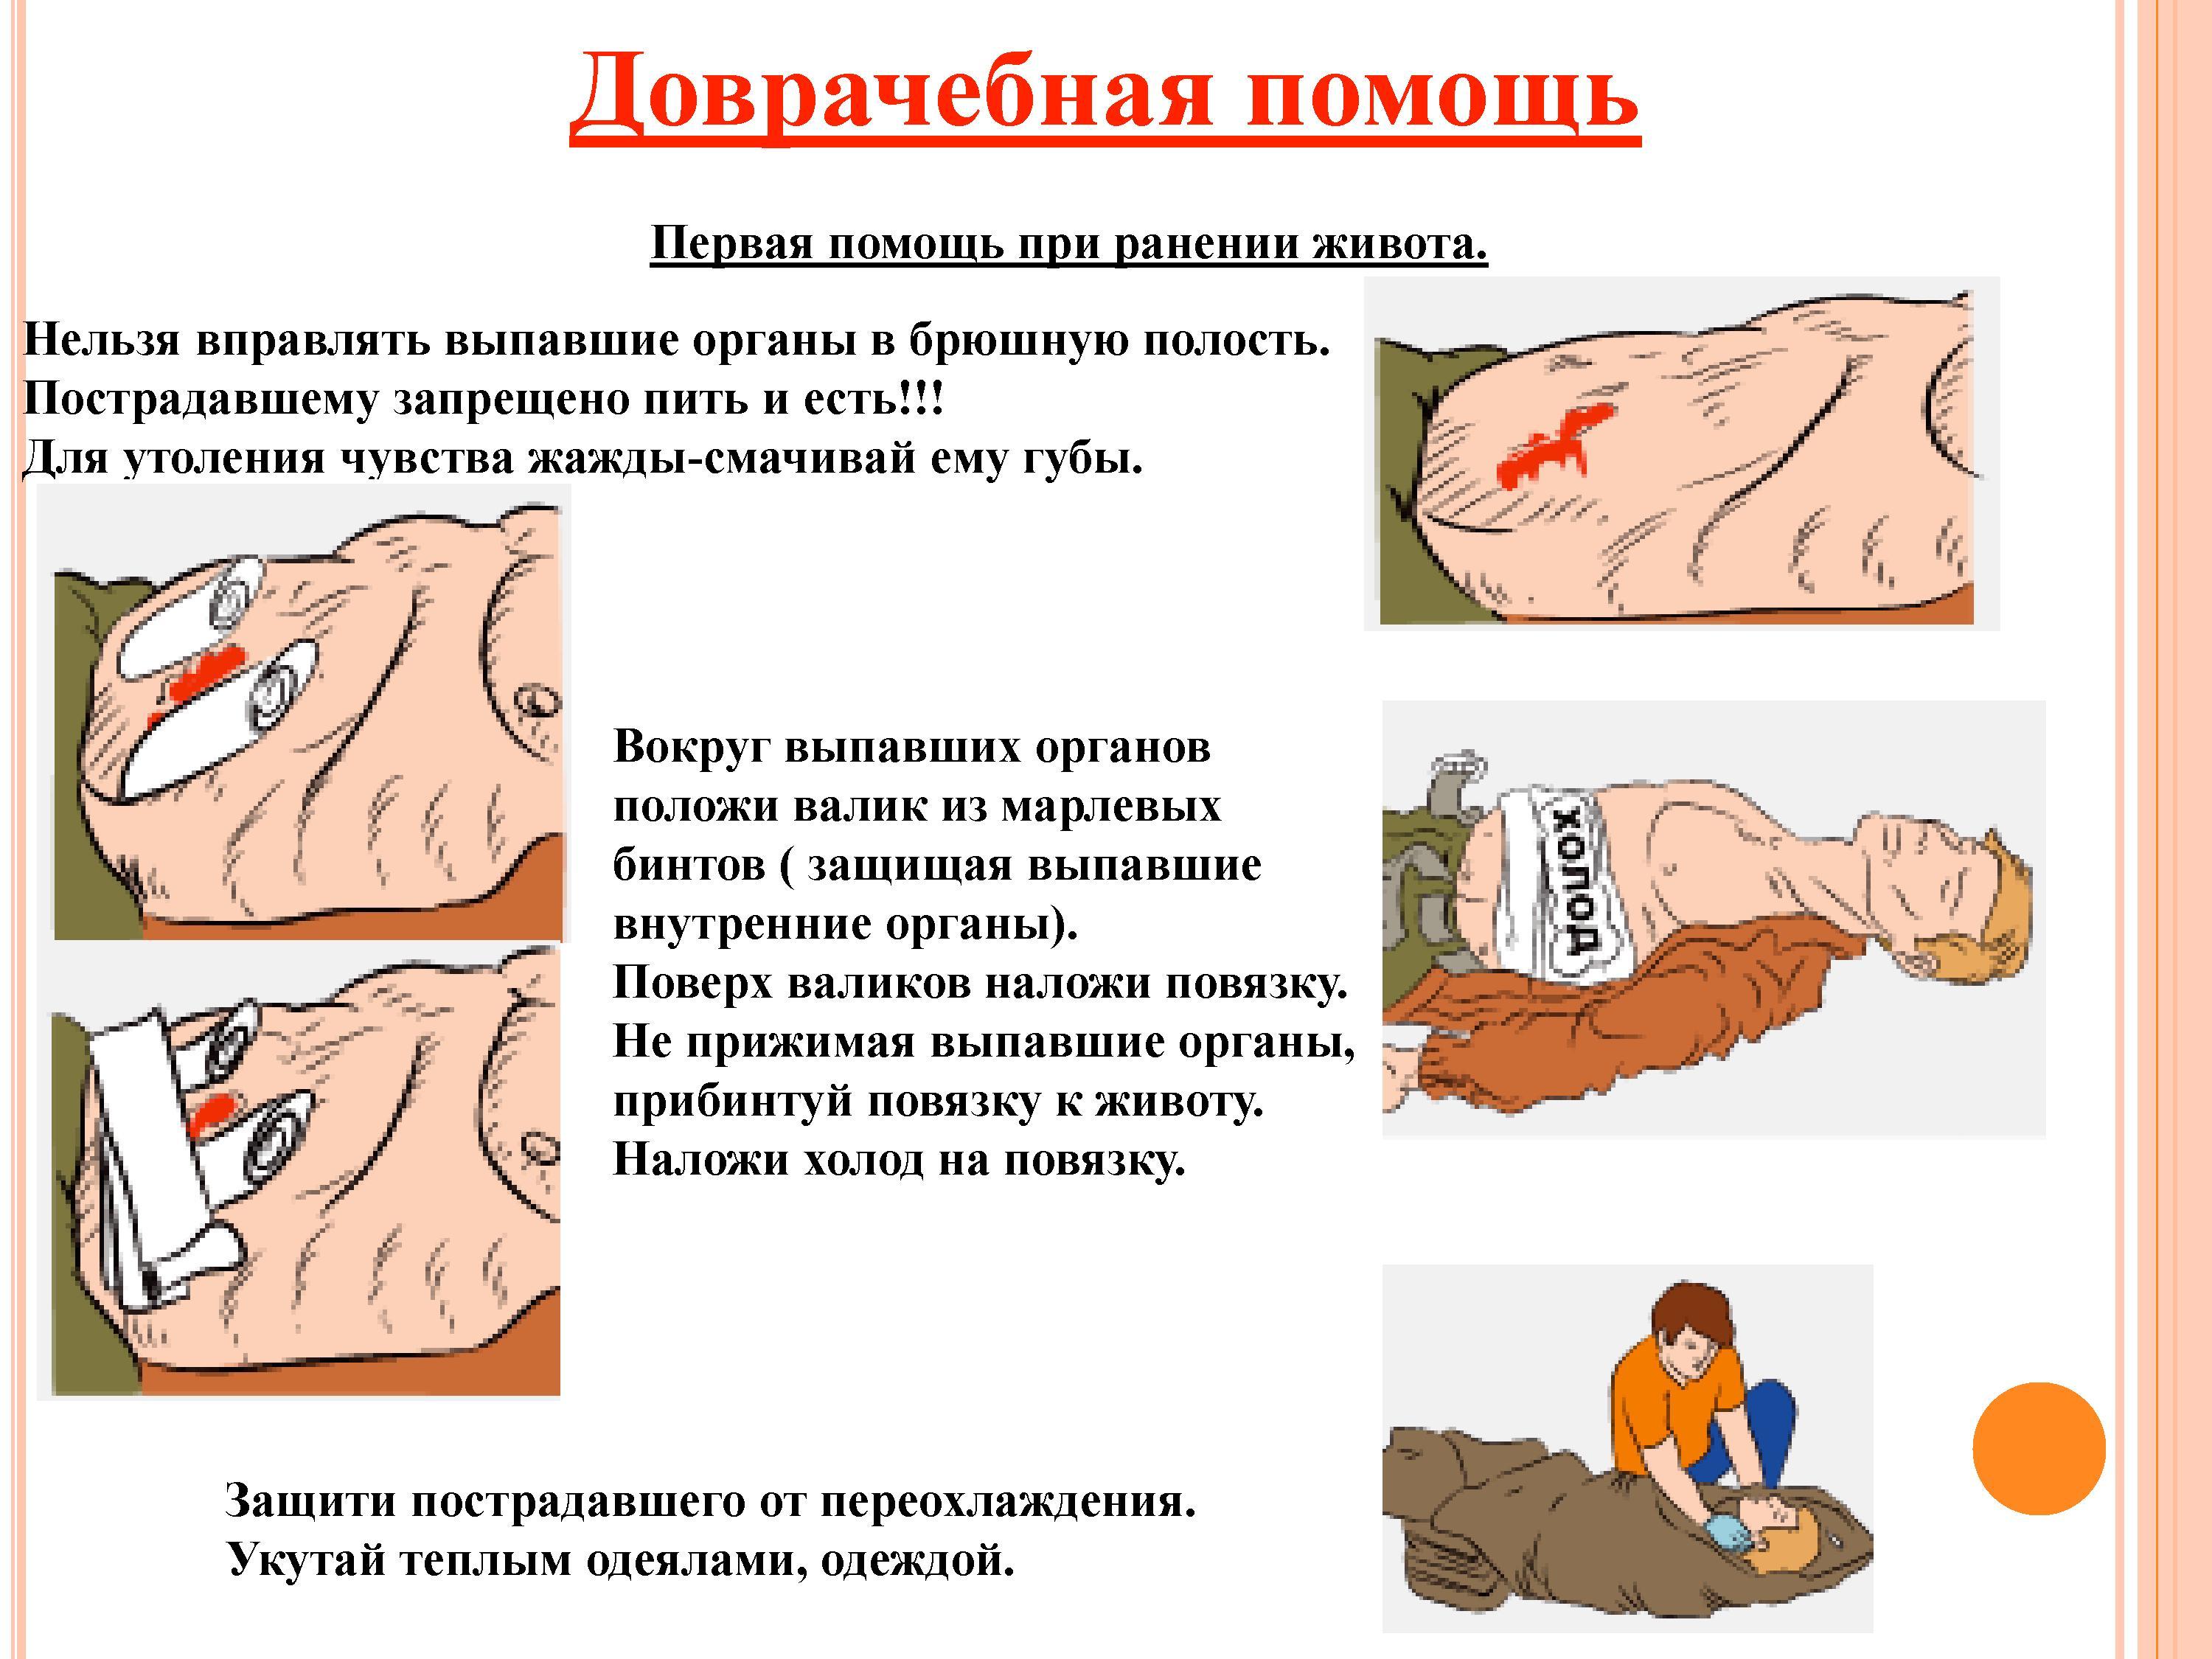 Доврачебная помощь
Первая помощь при ранении живота.
Нельзя вправлять выпавшие органы в брюшную полость.
Пострадавшему запрещено пить и есть!!!
Для утоления чувства жажды-смачивай ему губы.
Вокруг выпавших органов
положи валик из марлевых
бинтов ( защищая выпавшие
внутренние органы).
Поверх валиков наложи повязку.
Не прижимая выпавшие органы,
прибинтуй повязку к животу.
Наложи холод на повязку.
холод
Защити пострадавшего от переохлаждения.
Укутай теплым одеялами, одеждой.